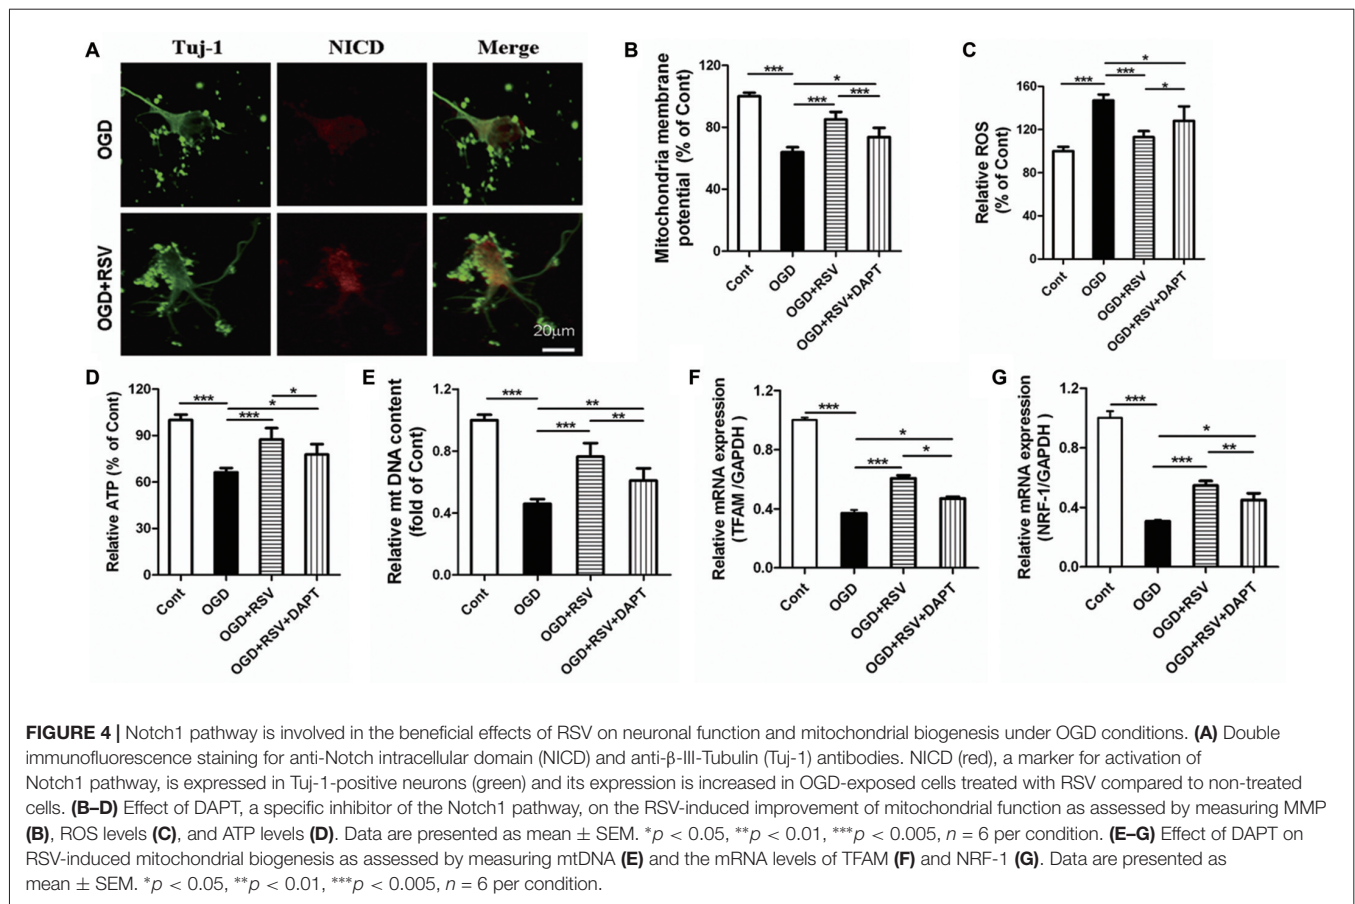 A
Tuj-1
NICD
Merge
OGD
OGD+RSV
20μm
B
Mitochondria membrane
potential (% of Cont)
120
80
40
0
***
*
***
***
Cont
OGD
OGD+RSV
OGD+RSV+DAPT
C
Relative ROS
(% of Cont)
160
120
80
40
0
*
***
***
*
Cont
OGD
OGD+RSV
OGD+RSV+DAPT
D
Relative ATP (% of Cont)
120
90
60
30
0
***
*
*
***
Cont
OGD
OGD+RSV
OGD+RSV+DAPT
E
Relative mt DNA content
(fold of Cont)
1.2
0.8
0.4
0.0
***
**
**
***
Cont
OGD
OGD+RSV
OGD+RSV+DAPT
F
Relative mRNA expression
(TFAM /GAPDH )
1.2
0.8
0.4
0.0
***
*
*
***
Cont
OGD
OGD+RSV
OGD+RSV+DAPT
G
Relative mRNA expression
(NRF-1/GAPDH )
1.2
0.8
0.4
0.0
***
*
**
***
Cont
OGD
OGD+RSV
OGD+RSV+DAPT
FIGURE 4 | Notch1 pathway is involved in the beneficial effects of RSV on neuronal function and mitochondrial biogenesis under OGD conditions. (A) Double
immunofluorescence staining for anti-Notch intracellular domain (NICD) and anti-β-III-Tubulin (Tuj-1) antibodies. NICD (red), a marker for activation of
Notch1 pathway, is expressed in Tuj-1-positive neurons (green) and its expression is increased in OGD-exposed cells treated with RSV compared to non-treated
cells. (B–D) Effect of DAPT, a specific inhibitor of the Notch1 pathway, on the RSV-induced improvement of mitochondrial function as assessed by measuring MMP
(B), ROS levels (C), and ATP levels (D). Data are presented as mean ± SEM. *p < 0.05, **p < 0.01, ***p < 0.005, n = 6 per condition. (E–G) Effect of DAPT on
RSV-induced mitochondrial biogenesis as assessed by measuring mtDNA (E) and the mRNA levels of TFAM (F) and NRF-1 (G). Data are presented as
mean ± SEM. *p < 0.05, **p < 0.01, ***p < 0.005, n = 6 per condition.